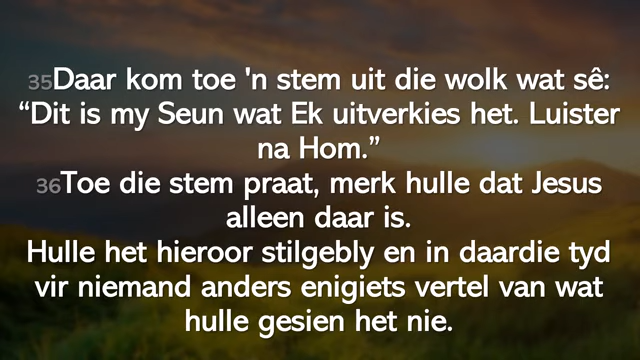 35Daar kom toe 'n stem uit die wolk wat sê:
“Dit is my Seun wat Ek uitverkies het. Luister
na Hom.”
36Toe die stem praat, merk hulle dat Jesus
alleen daar is.
Hulle het hieroor stilgebly en in daardie tyd
vir niemand anders enigiets vertel van wat
hulle gesien het nie.